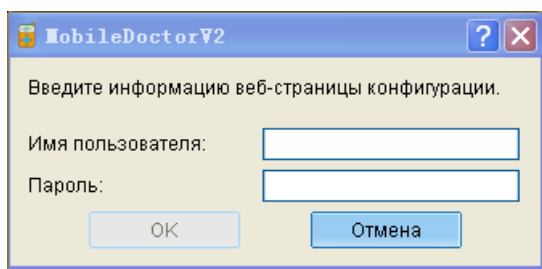 MobileDoctorV2
?
Введите информацию веб-страницы конфигурации.
Имя пользователя:
Пароль:
OK Отмена